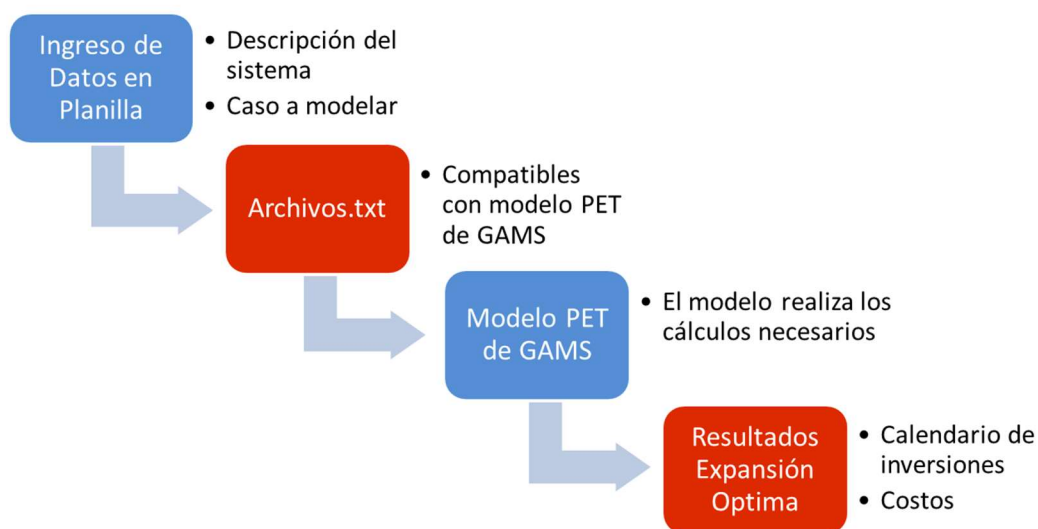 Ingreso de
Datos en
Planilla
• Descripción del
sistema
• Caso a modelar
Archivos.txt
• Compatibles
con modelo PET
de GAMS
Modelo PET
de GAMS
• El modelo realiza los
cálculos necesarios
Resultados
Expansión
Optima
• Calendario de
inversiones
• Costos